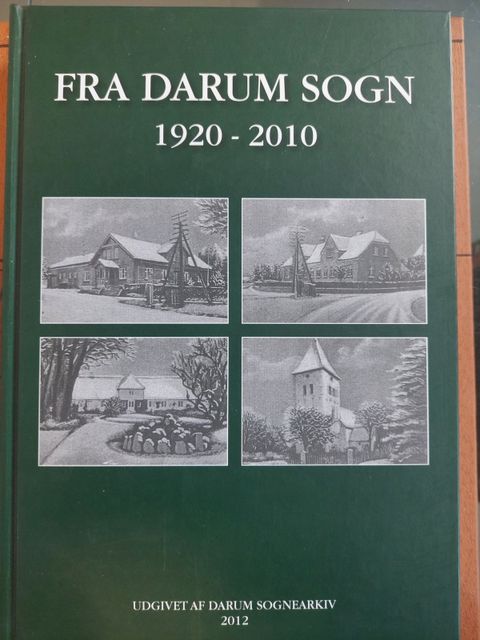 FRA DARUM SOGN
1920 - 2010
UDGIVET AF DARUM SOGNEARKIV
2012